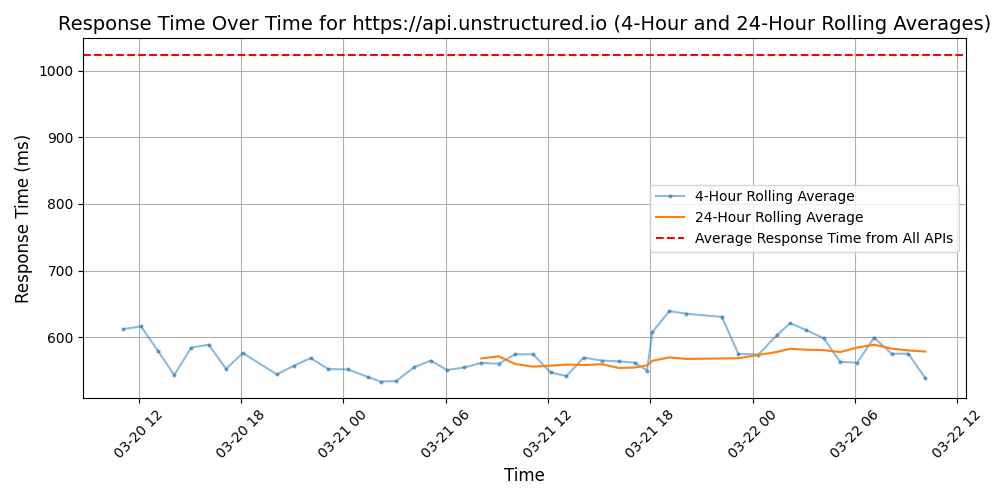 Response Time Over Time for https://api.unstructured.io (4-Hour and 24-Hour Rolling Averages)
Response Time (ms)
1000
900
800
700
600
4-Hour Rolling Average
24-Hour Rolling Average
Average Response Time from All APIs
03-20 12
03-20 18
03-21 00
03-21 06
03-21 12
03-21 18
03-22 00
03-22 06
03-22 12
Time